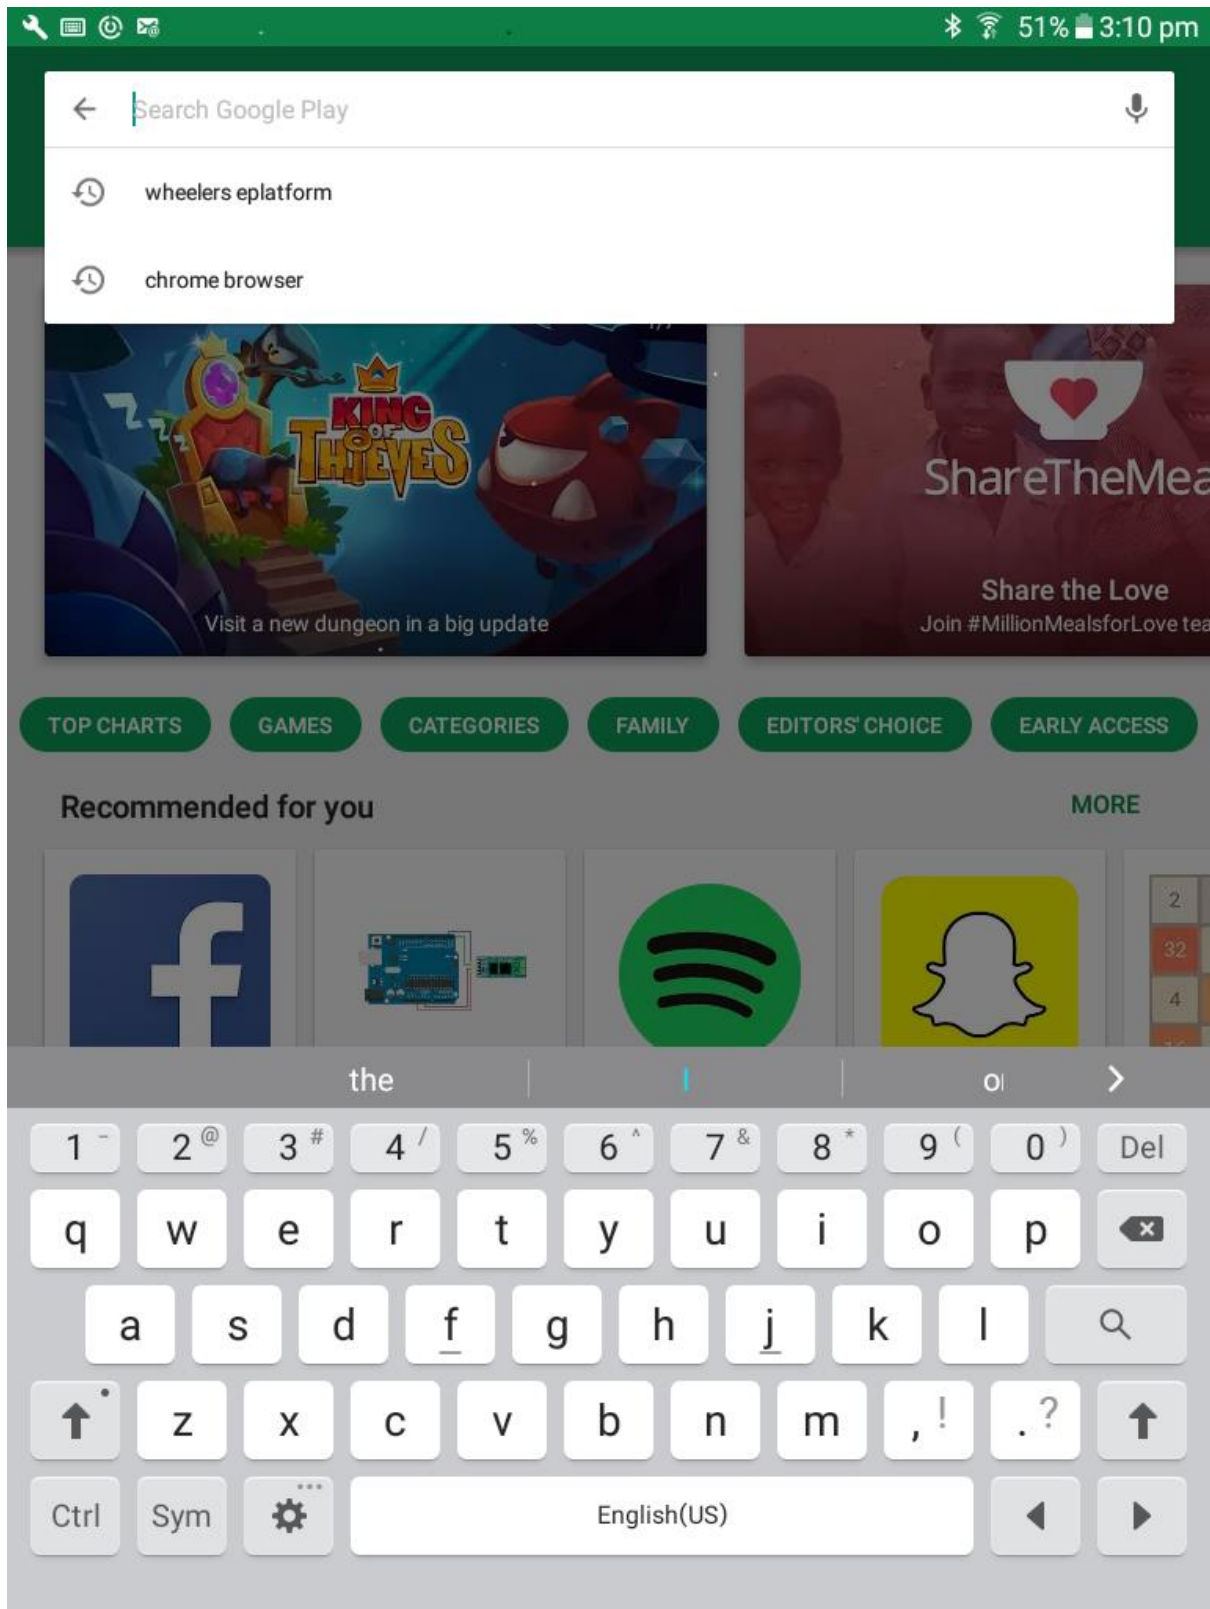 51% 3:10 pm
Search Google Play
wheelers eplatform
chrome browser
KING
OF
THIEVES
Visit a new dungeon in a big update
ShareTheMea
Share the Love
Join #MillionMealsforLove tea
TOP CHARTS GAMES CATEGORIES FAMILY EDITORS' CHOICE EARLY ACCESS
Recommended for you MORE
2
32
4
16
the I or
1 - 2 @ 3 # 4 / 5 % 6 ^ 7 & 8 * 9 ( 0 ) Del
q w e r t y u i o p
a s d f g h j k l
z x c v b n m , ! . ?
Ctrl Sym English(US)